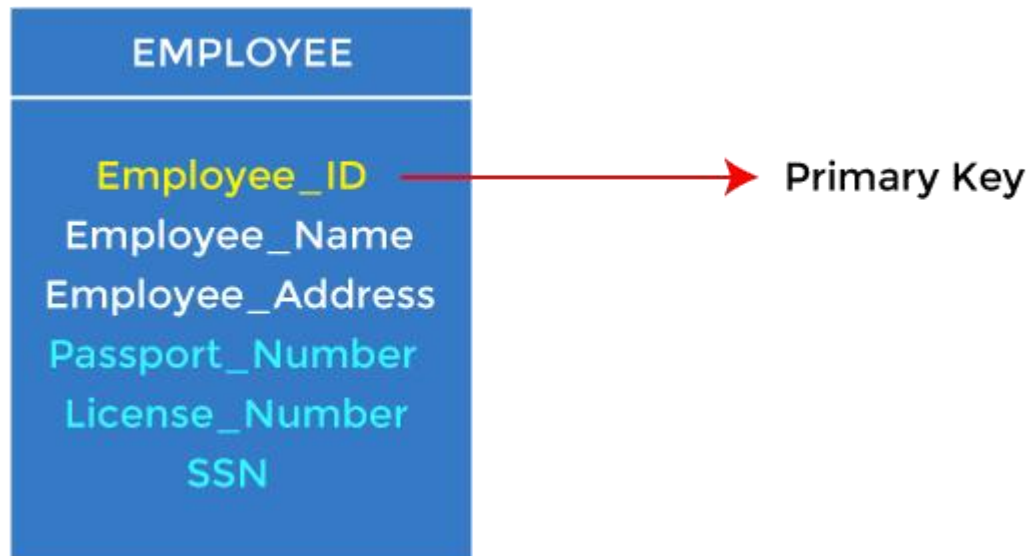 EMPLOYEE
Employee_ID
Primary Key
Employee_Name
Employee_Address
Passport_Number
License_Number
SSN